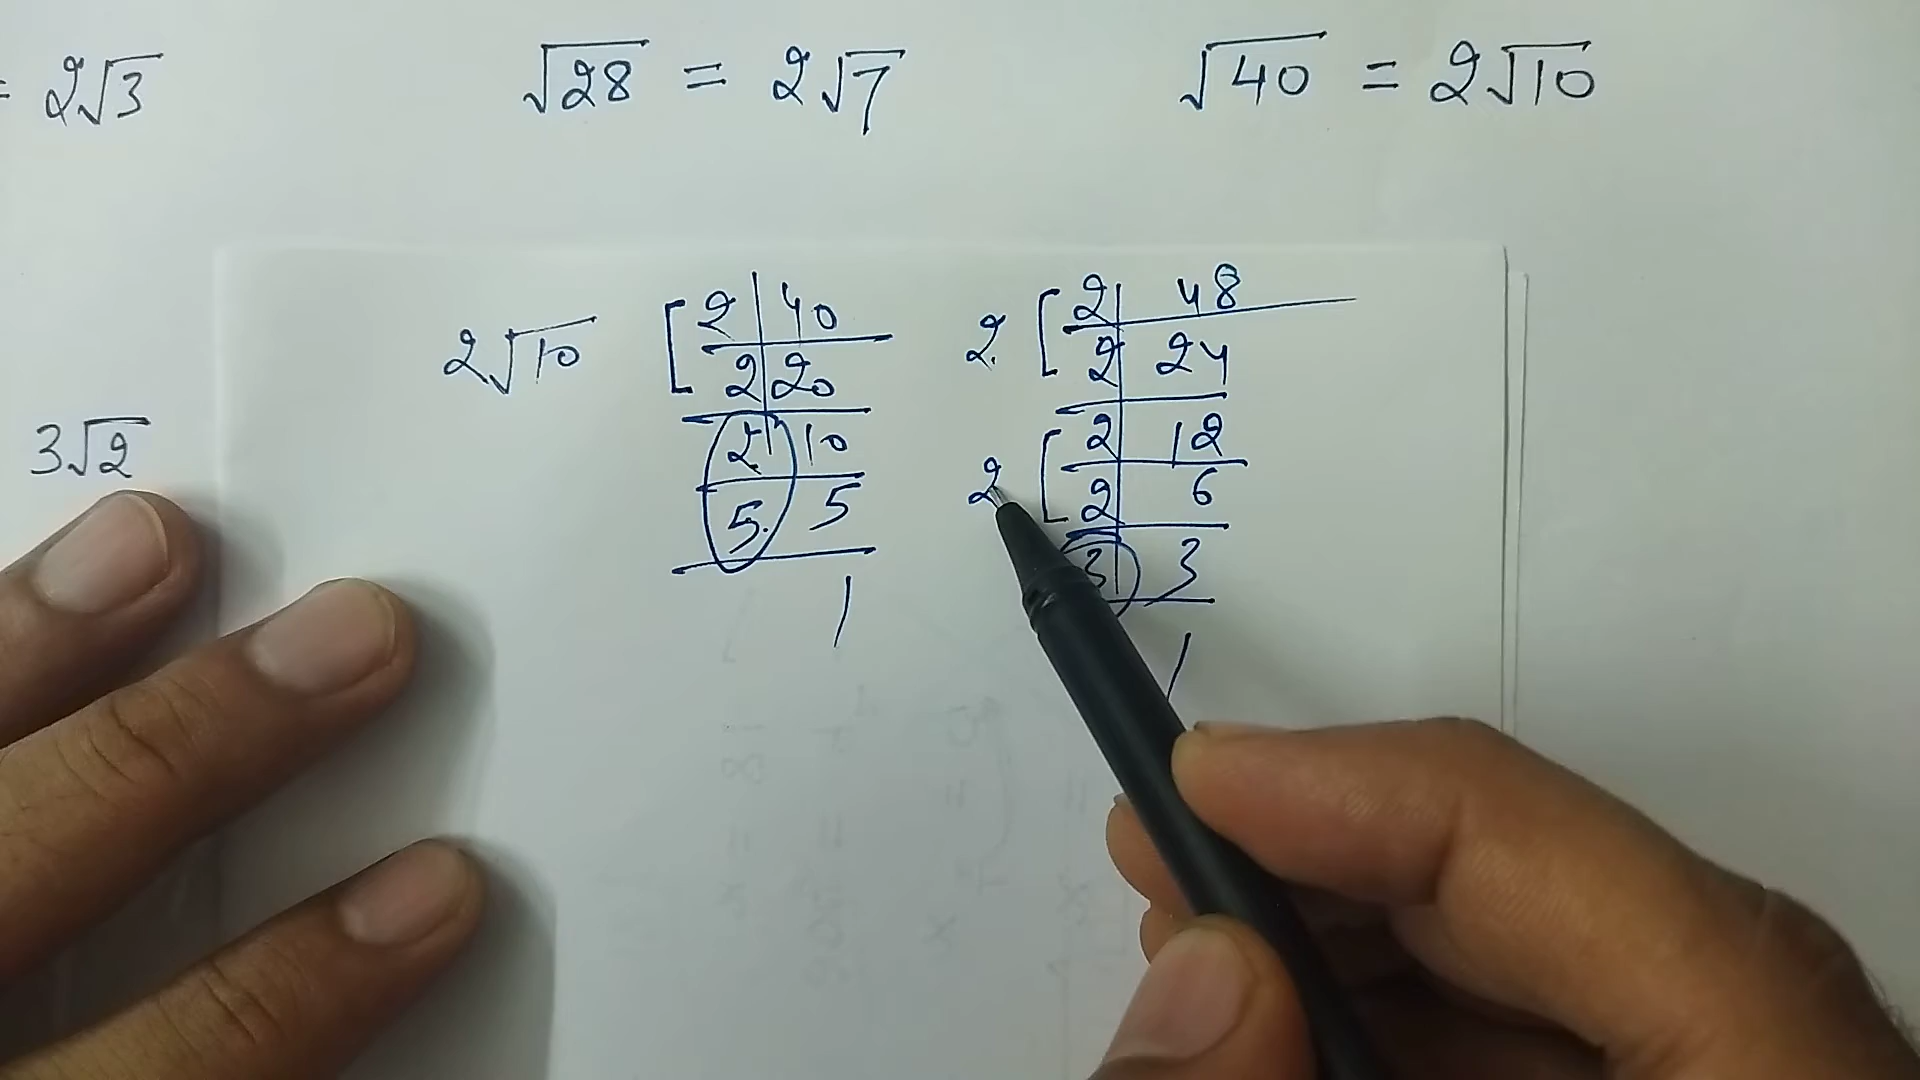 = 2√3 √28 = 2√7 √40 = 2√10
3√2
2√10
2 | 40
2 | 20
2 | 10
5. | 5
1
2. 2 | 48
2 | 24
2 2 | 12
2 | 6
3 | 3
1